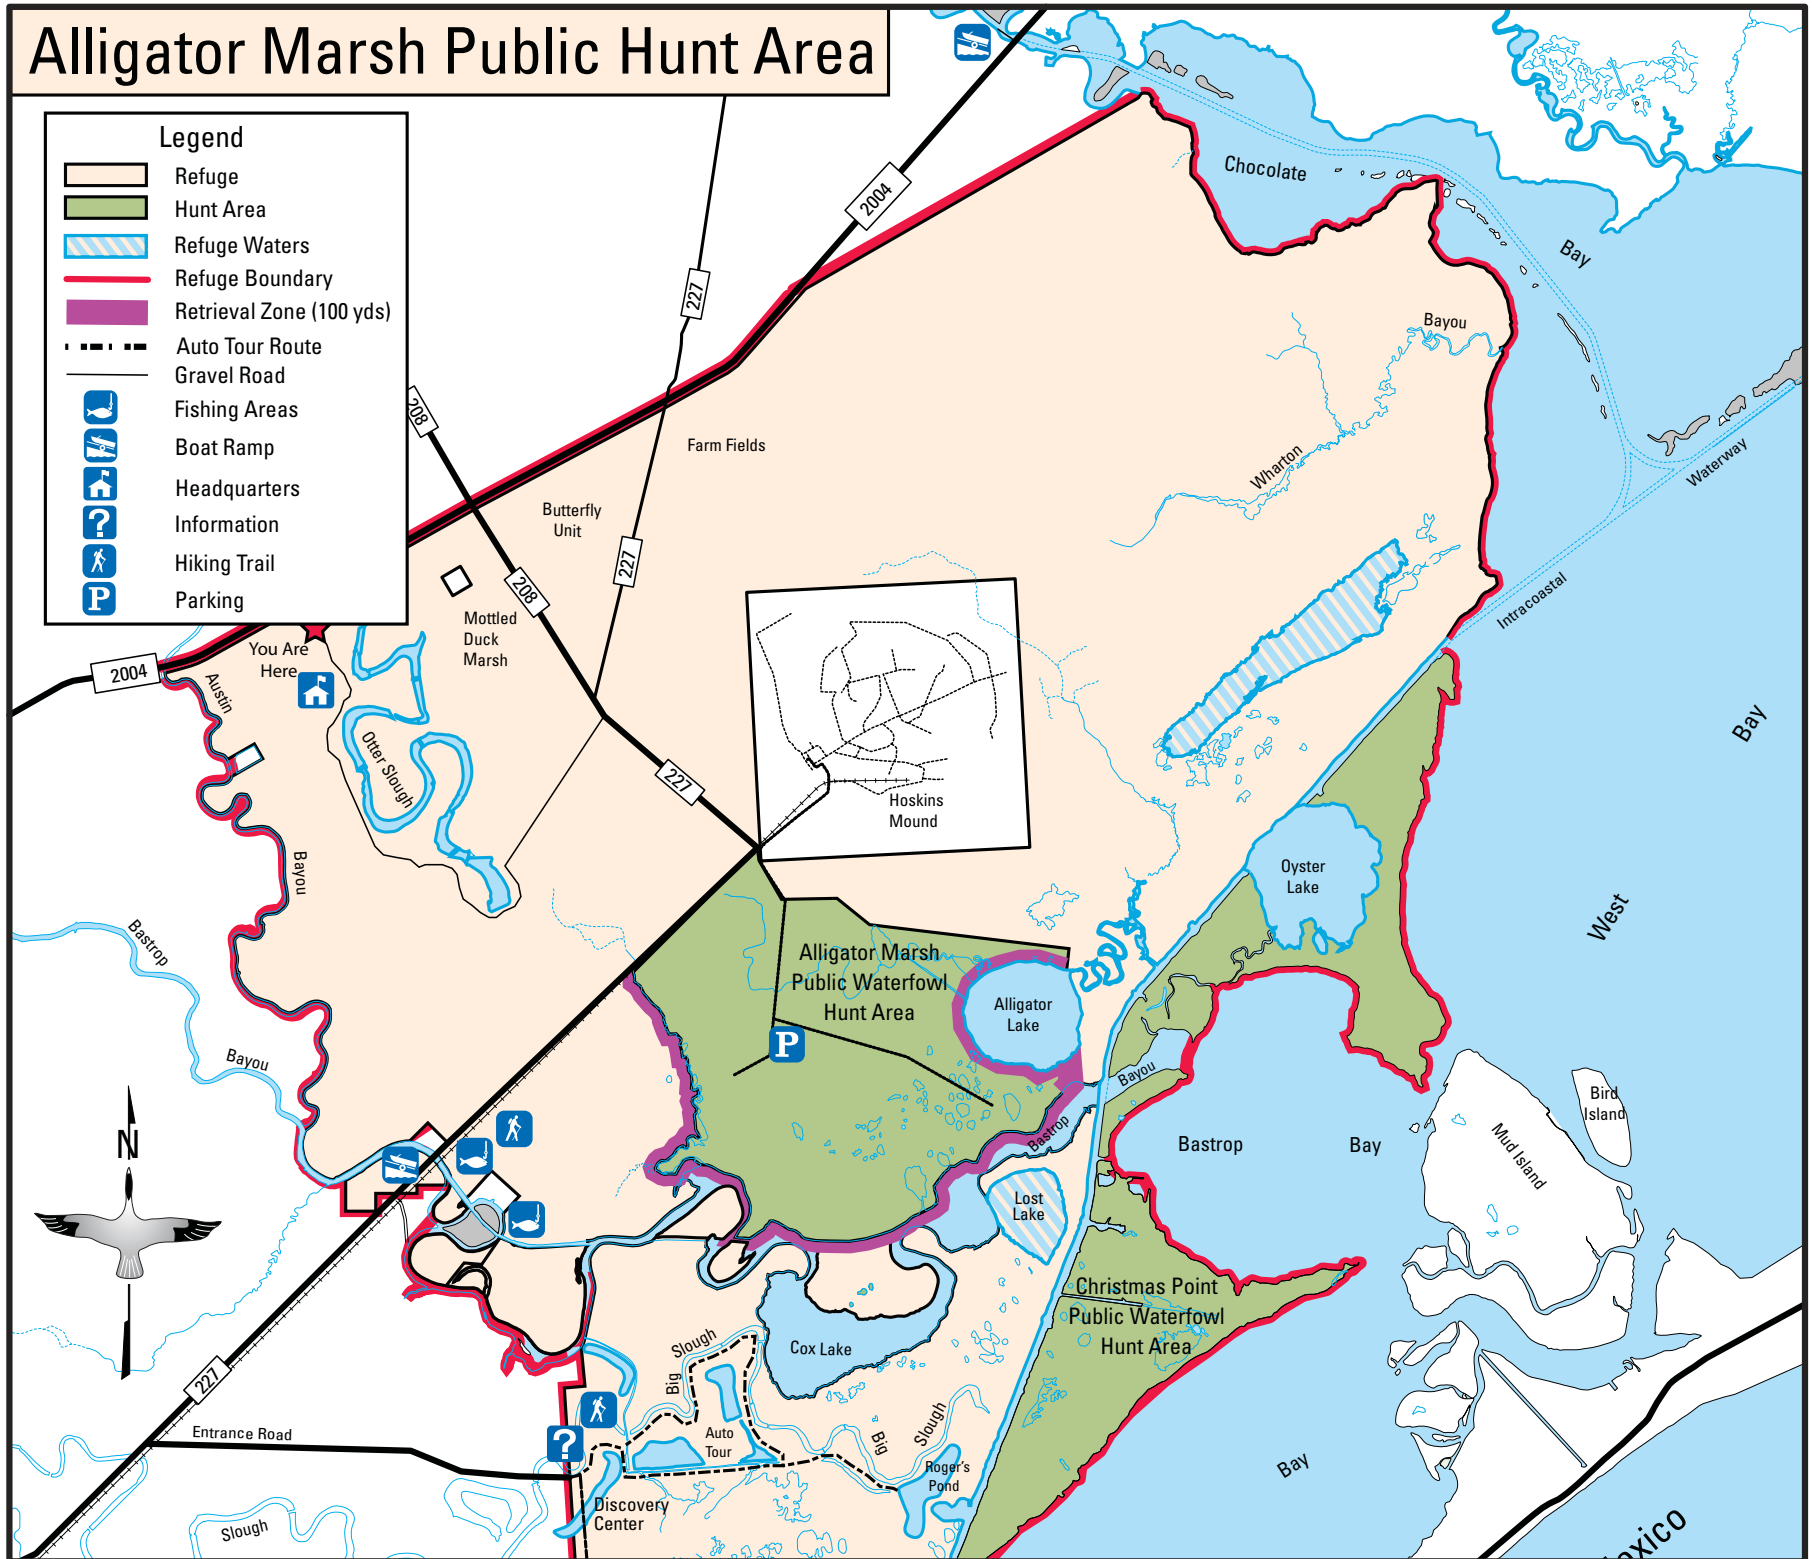 Alligator Marsh Public Hunt Area
Legend
Refuge
Hunt Area
Refuge Waters
Refuge Boundary
Retrieval Zone (100 yds)
Auto Tour Route
Gravel Road
Fishing Areas
Boat Ramp
Headquarters
?
Information
Hiking Trail
P
Parking
2004
227
208
Chocolate
Bay
Bayou
Wharton
Waterway
Intracoastal
Farm Fields
Butterfly
Unit
227
208
Mottled
Duck
Marsh
You Are
Here
2004
Austin
Otter Slough
Bayou
227
Hoskins
Mound
Bay
West
Oyster
Lake
Bastrop
Bayou
Alligator Marsh
Public Waterfowl
Hunt Area
Alligator
Lake
P
Bayou
Bastrop
Bastrop
Bay
Bird
Island
Mud Island
N
Lost
Lake
Christmas Point
Public Waterfowl
Hunt Area
Cox Lake
Slough
Big
Auto
Tour
Big
Slough
Roger's
Pond
227
Entrance Road
?
Discovery
Center
Slough
Bay
exico